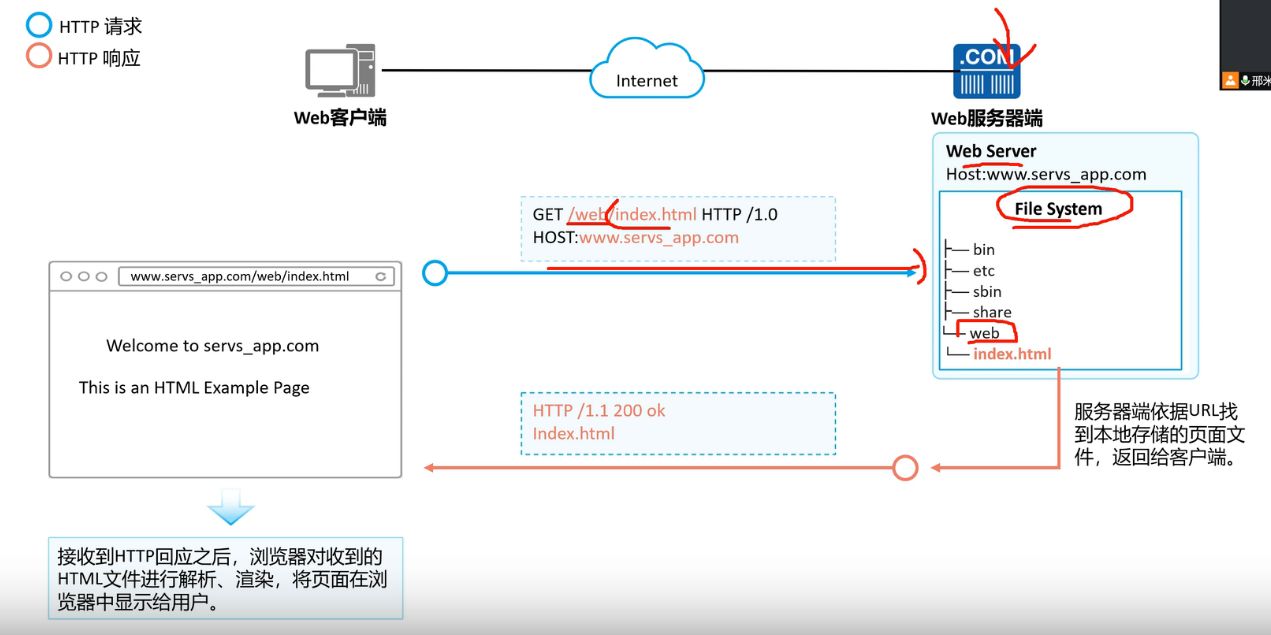 HTTP 请求
HTTP 响应
Internet
.COM
邢米
Web客户端
Web服务器端
Web Server
Host:www.servs_app.com
File System
bin
etc
sbin
share
web
index.html
GET /web/index.html HTTP /1.0
HOST:www.servs_app.com
www.servs_app.com/web/index.html
Welcome to servs_app.com
This is an HTML Example Page
HTTP /1.1 200 ok
Index.html
服务器端依据URL找
到本地存储的页面文
件，返回给客户端。
接收到HTTP回应之后，浏览器对收到的
HTML文件进行解析、渲染，将页面在浏
览器中显示给用户。